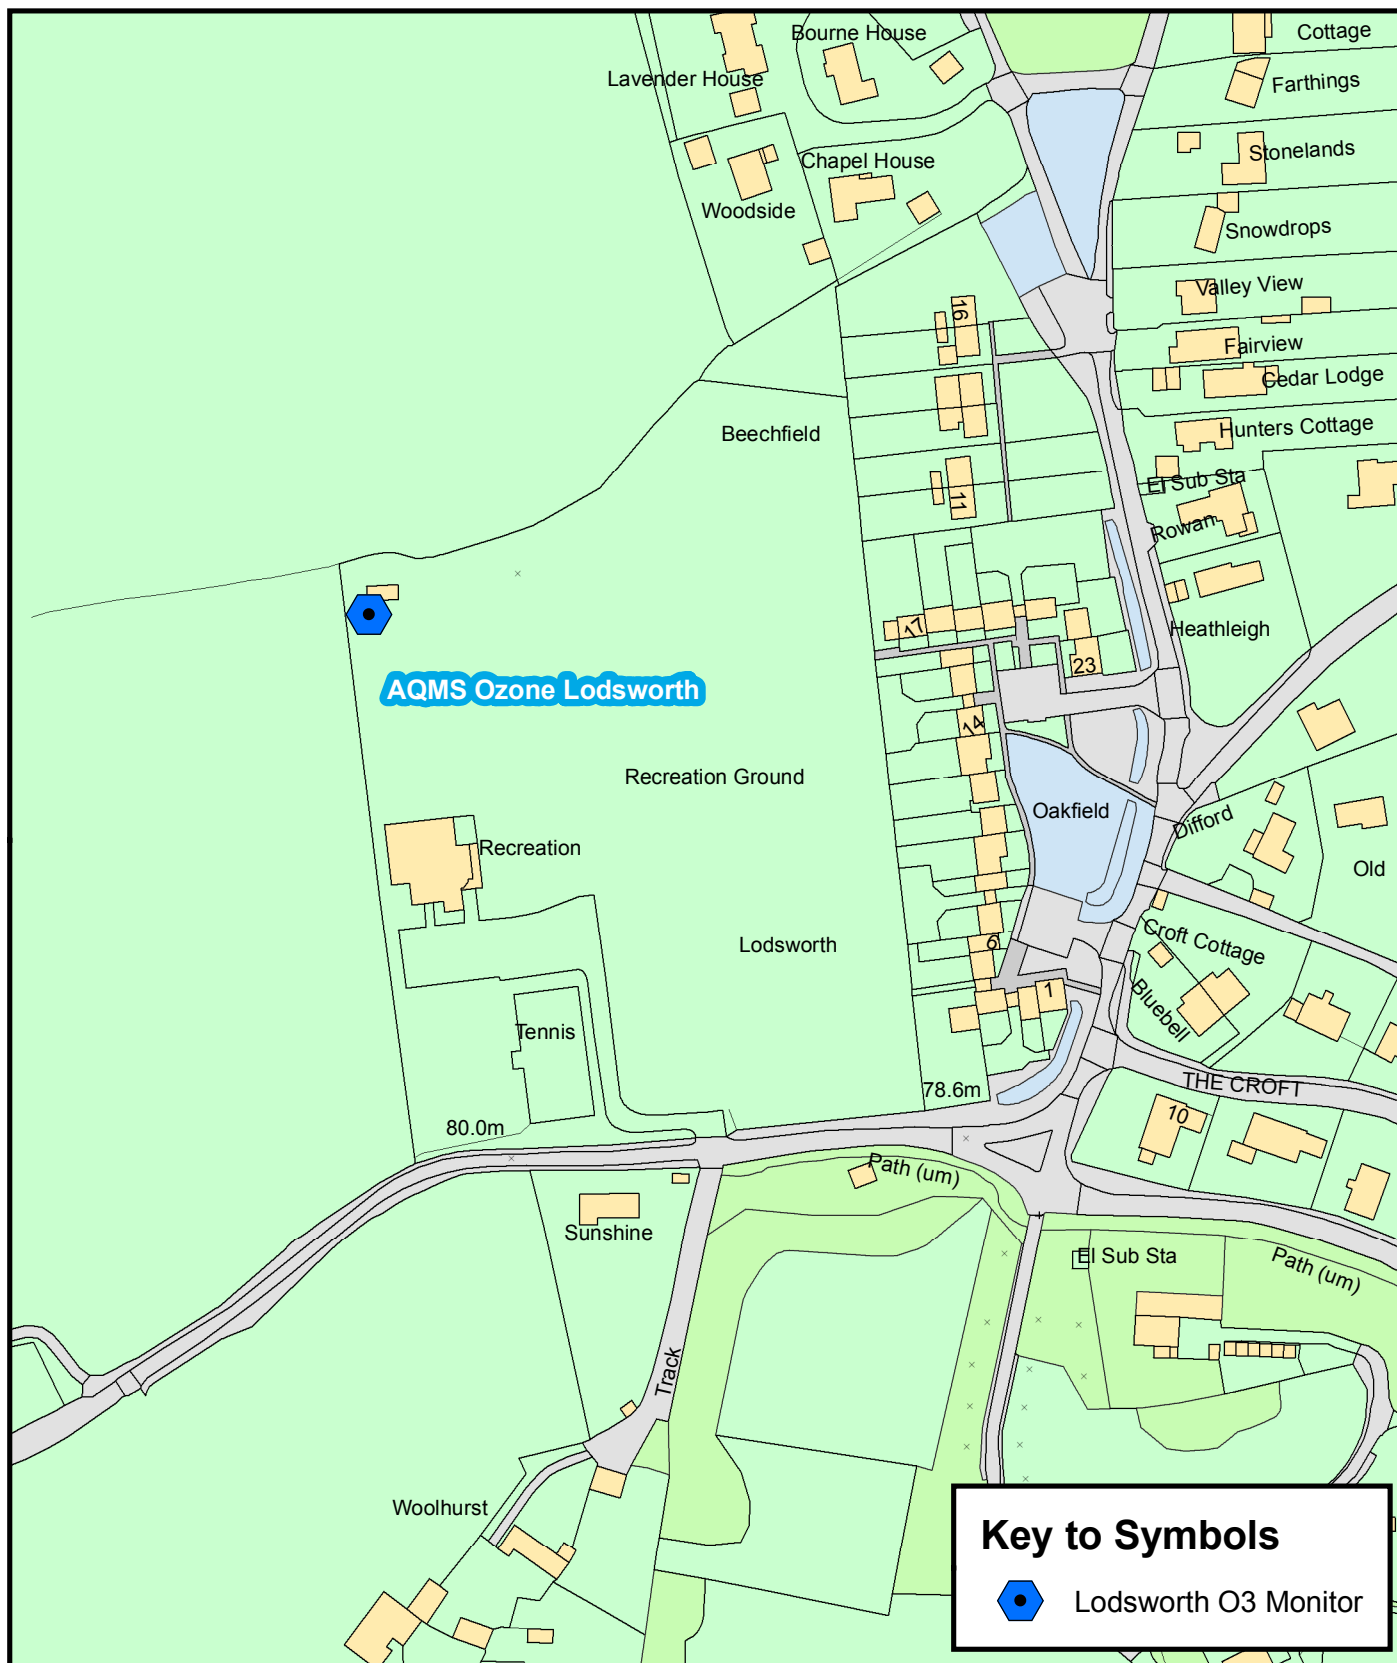 Bourne House
Cottage
Lavender House
Farthings
Chapel House
Stonelands
Woodside
Snowdrops
Valley View
16
Fairview
Cedar Lodge
Beechfield
Hunters Cottage
El Sub Sta
11
Rowan
17
Heathleigh
23
AQMS Ozone Lodsworth
14
Recreation Ground
Oakfield
Difford
Recreation
Old
Lodsworth
6
Croft Cottage
1
Bluebell
Tennis
THE CROFT
78.6m
10
80.0m
Path (um)
Sunshine
El Sub Sta
Path (um)
Track
Woolhurst
Key to Symbols
Lodsworth O3 Monitor